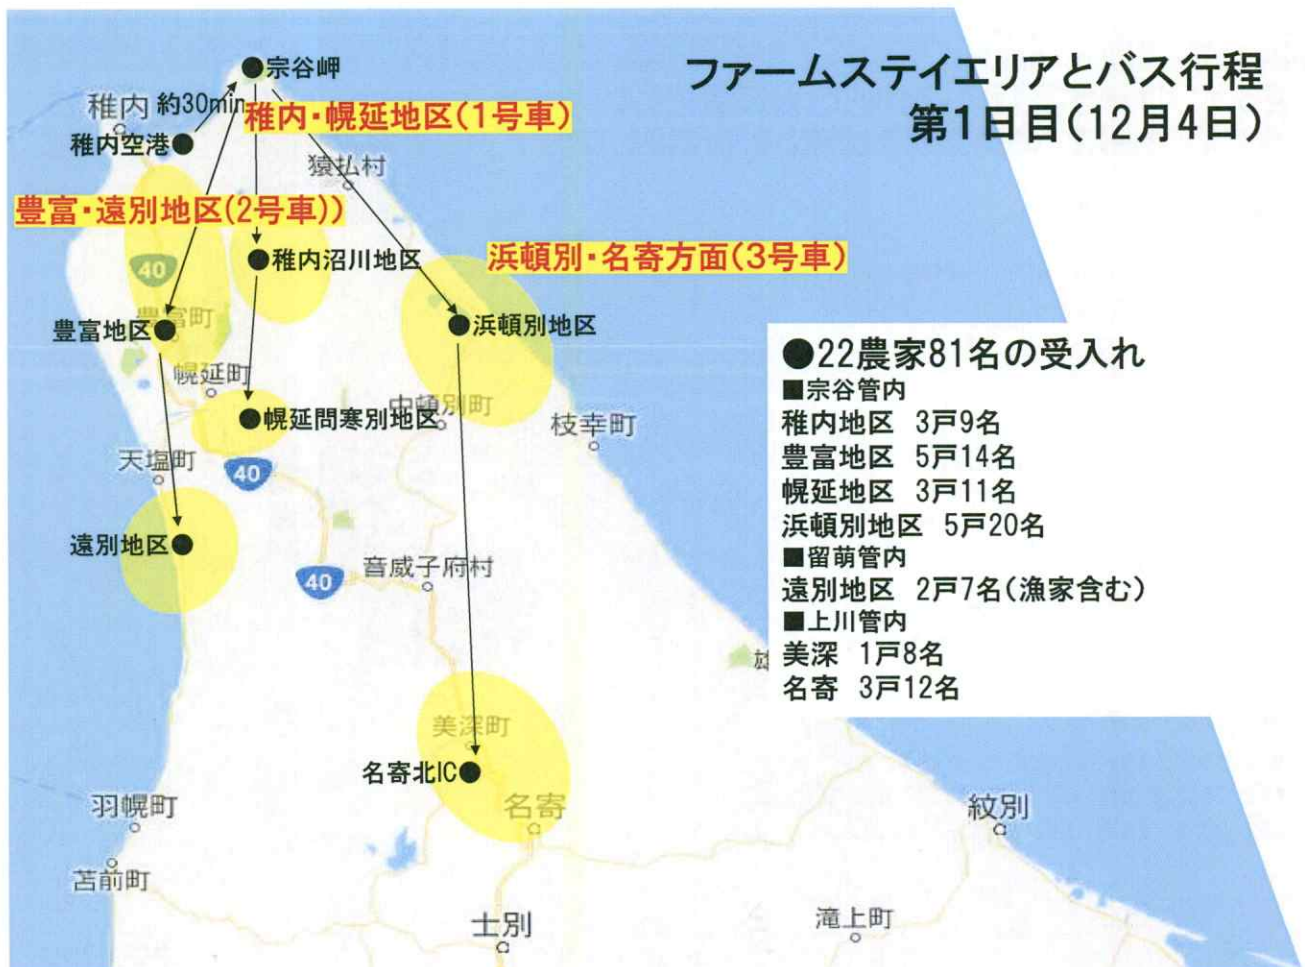 ファームステイエリアとバス行程
第1日目(12月4日)
宗谷岬
稚内 約30min
稚内・幌延地区(1号車)
稚内空港
猿払村
豊富・遠別地区(2号車))
浜頓別・名寄方面(3号車)
稚内沼川地区
40
豊富町
豊富地区
浜頓別地区
幌延町
中頓別町
幌延問寒別地区
枝幸町
天塩町
40
遠別地区
音威子府村
40
雄
美深町
名寄北IC
名寄
羽幌町
紋別
苫前町
士別
滝上町
●22農家81名の受入れ
■宗谷管内
稚内地区 3戸9名
豊富地区 5戸14名
幌延地区 3戸11名
浜頓別地区 5戸20名
■留萌管内
遠別地区 2戸7名(漁家含む)
■上川管内
美深 1戸8名
名寄 3戸12名